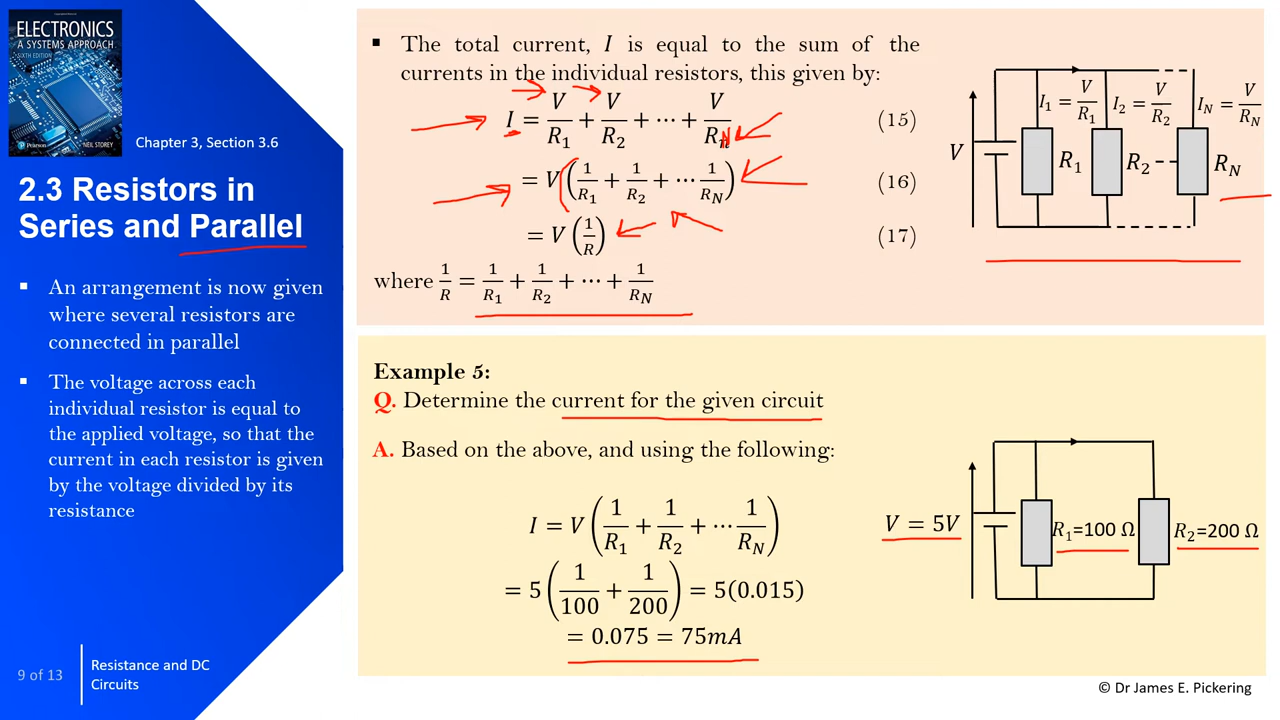 ELECTRONICS
A SYSTEMS APPROACH
SIXTH EDITION
Pearson
NEIL STOREY
Chapter 3, Section 3.6
2.3 Resistors in
Series and Parallel
▪ An arrangement is now given
where several resistors are
connected in parallel
▪ The voltage across each
individual resistor is equal to
the applied voltage, so that the
current in each resistor is given
by the voltage divided by its
resistance
9 of 13
Resistance and DC
Circuits
▪ The total current, I is equal to the sum of the
currents in the individual resistors, this given by:
I = V/R₁ + V/R₂ + ⋯ + V/R_N (15)
= V(1/R₁ + 1/R₂ + ⋯ 1/R_N) (16)
= V(1/R) (17)
where 1/R = 1/R₁ + 1/R₂ + ⋯ + 1/R_N
I₁ = V/R₁ I₂ = V/R₂ I_N = V/R_N
V R₁ R₂ R_N
Example 5:
Q. Determine the current for the given circuit
A. Based on the above, and using the following:
I = V(1/R₁ + 1/R₂ + ⋯ 1/R_N)
= 5(1/100 + 1/200) = 5(0.015)
= 0.075 = 75mA
V = 5V R₁=100 Ω R₂=200 Ω
© Dr James E. Pickering